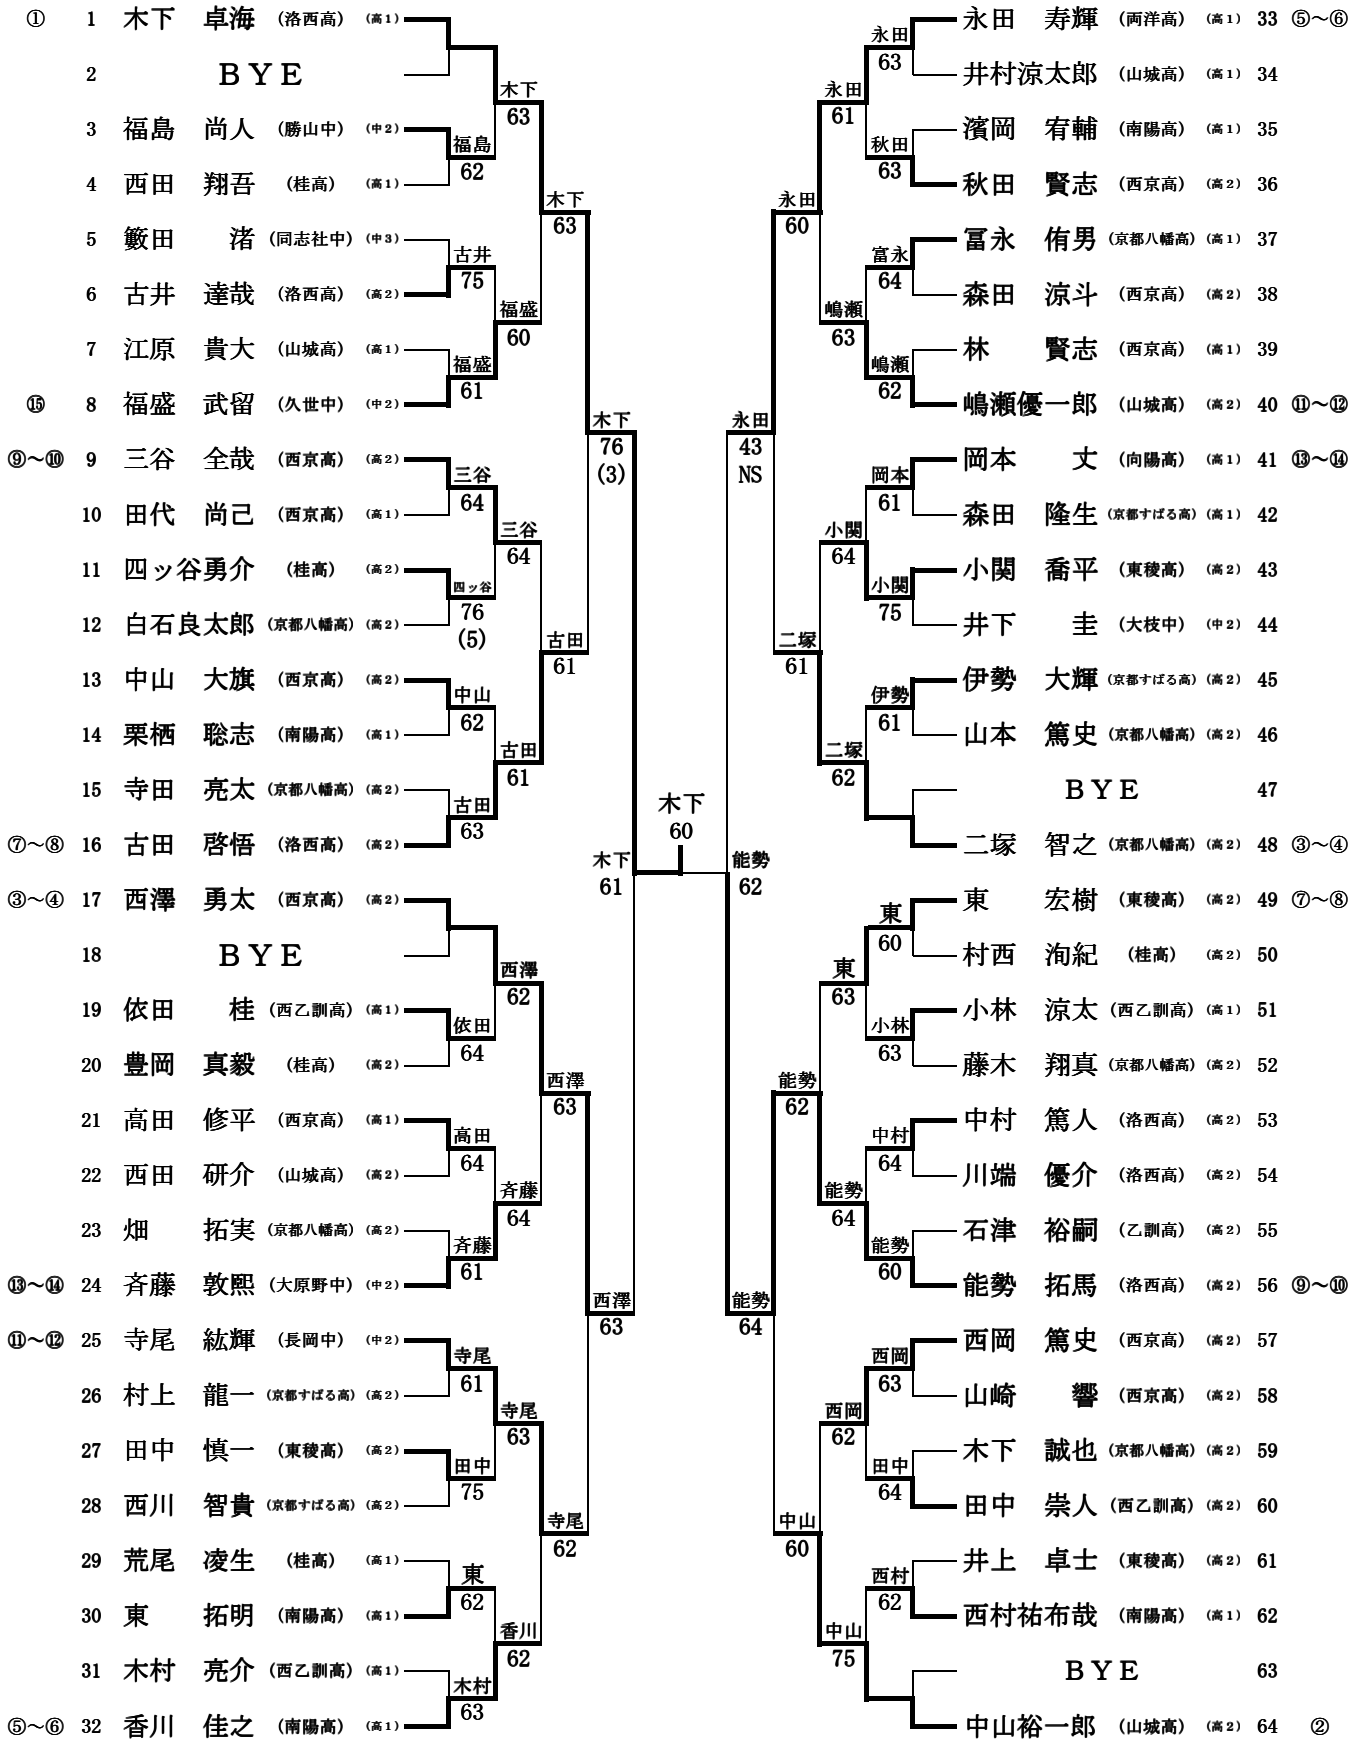 ① 1 木下 卓海 (洛西高) (高1)
2 BYE
3 福島 尚人 (勝山中) (中2)
4 西田 翔吾 (桂高) (高1)
5 籔田 渚 (同志社中) (中3)
6 古井 達哉 (洛西高) (高2)
7 江原 貴大 (山城高) (高1)
⑮ 8 福盛 武留 (久世中) (中2)
⑨～⑩ 9 三谷 全哉 (西京高) (高2)
10 田代 尚己 (西京高) (高1)
11 四ッ谷勇介 (桂高) (高2)
12 白石良太郎 (京都八幡高) (高2)
13 中山 大旗 (西京高) (高2)
14 栗栖 聡志 (南陽高) (高1)
15 寺田 亮太 (京都八幡高) (高2)
⑦～⑧ 16 古田 啓悟 (洛西高) (高2)
③～④ 17 西澤 勇太 (西京高) (高2)
18 BYE
19 依田 桂 (西乙訓高) (高1)
20 豊岡 真毅 (桂高) (高2)
21 高田 修平 (西京高) (高1)
22 西田 研介 (山城高) (高2)
23 畑 拓実 (京都八幡高) (高2)
⑬～⑭ 24 斉藤 敦熙 (大原野中) (中2)
⑪～⑫ 25 寺尾 紘輝 (長岡中) (中2)
26 村上 龍一 (京都すばる高) (高2)
27 田中 慎一 (東稜高) (高2)
28 西川 智貴 (京都すばる高) (高2)
29 荒尾 凌生 (桂高) (高1)
30 東 拓明 (南陽高) (高1)
31 木村 亮介 (西乙訓高) (高1)
⑤～⑥ 32 香川 佳之 (南陽高) (高1)
福島
62
古井
75
福盛
61
三谷
64
四ッ谷
76
(5)
中山
62
古田
63
依田
64
高田
64
斉藤
61
寺尾
61
田中
75
東
62
木村
63
木下
63
福盛
60
三谷
64
古田
61
西澤
62
斉藤
64
寺尾
63
香川
62
木下
63
古田
61
西澤
63
寺尾
62
木下
76
(3)
西澤
63
木下
61
木下
60
能勢
62
永田
43
NS
能勢
64
永田
60
二塚
61
能勢
62
中山
60
永田
61
嶋瀬
63
小関
64
二塚
62
東
63
能勢
64
西岡
62
中山
75
永田
63
秋田
63
冨永
64
嶋瀬
62
岡本
61
小関
75
伊勢
61
東
60
小林
63
中村
64
能勢
60
西岡
63
田中
64
西村
62
永田 寿輝 (両洋高) (高1) 33 ⑤～⑥
井村涼太郎 (山城高) (高1) 34
濱岡 宥輔 (南陽高) (高1) 35
秋田 賢志 (西京高) (高2) 36
冨永 侑男 (京都八幡高) (高1) 37
森田 涼斗 (西京高) (高2) 38
林 賢志 (西京高) (高1) 39
嶋瀬優一郎 (山城高) (高2) 40 ⑪～⑫
岡本 丈 (向陽高) (高1) 41 ⑬～⑭
森田 隆生 (京都すばる高) (高1) 42
小関 喬平 (東稜高) (高2) 43
井下 圭 (大枝中) (中2) 44
伊勢 大輝 (京都すばる高) (高2) 45
山本 篤史 (京都八幡高) (高2) 46
BYE 47
二塚 智之 (京都八幡高) (高2) 48 ③～④
東 宏樹 (東稜高) (高2) 49 ⑦～⑧
村西 洵紀 (桂高) (高2) 50
小林 涼太 (西乙訓高) (高1) 51
藤木 翔真 (京都八幡高) (高2) 52
中村 篤人 (洛西高) (高2) 53
川端 優介 (洛西高) (高2) 54
石津 裕嗣 (乙訓高) (高2) 55
能勢 拓馬 (洛西高) (高2) 56 ⑨～⑩
西岡 篤史 (西京高) (高2) 57
山崎 響 (西京高) (高2) 58
木下 誠也 (京都八幡高) (高2) 59
田中 崇人 (西乙訓高) (高2) 60
井上 卓士 (東稜高) (高2) 61
西村祐布哉 (南陽高) (高1) 62
BYE 63
中山裕一郎 (山城高) (高2) 64 ②